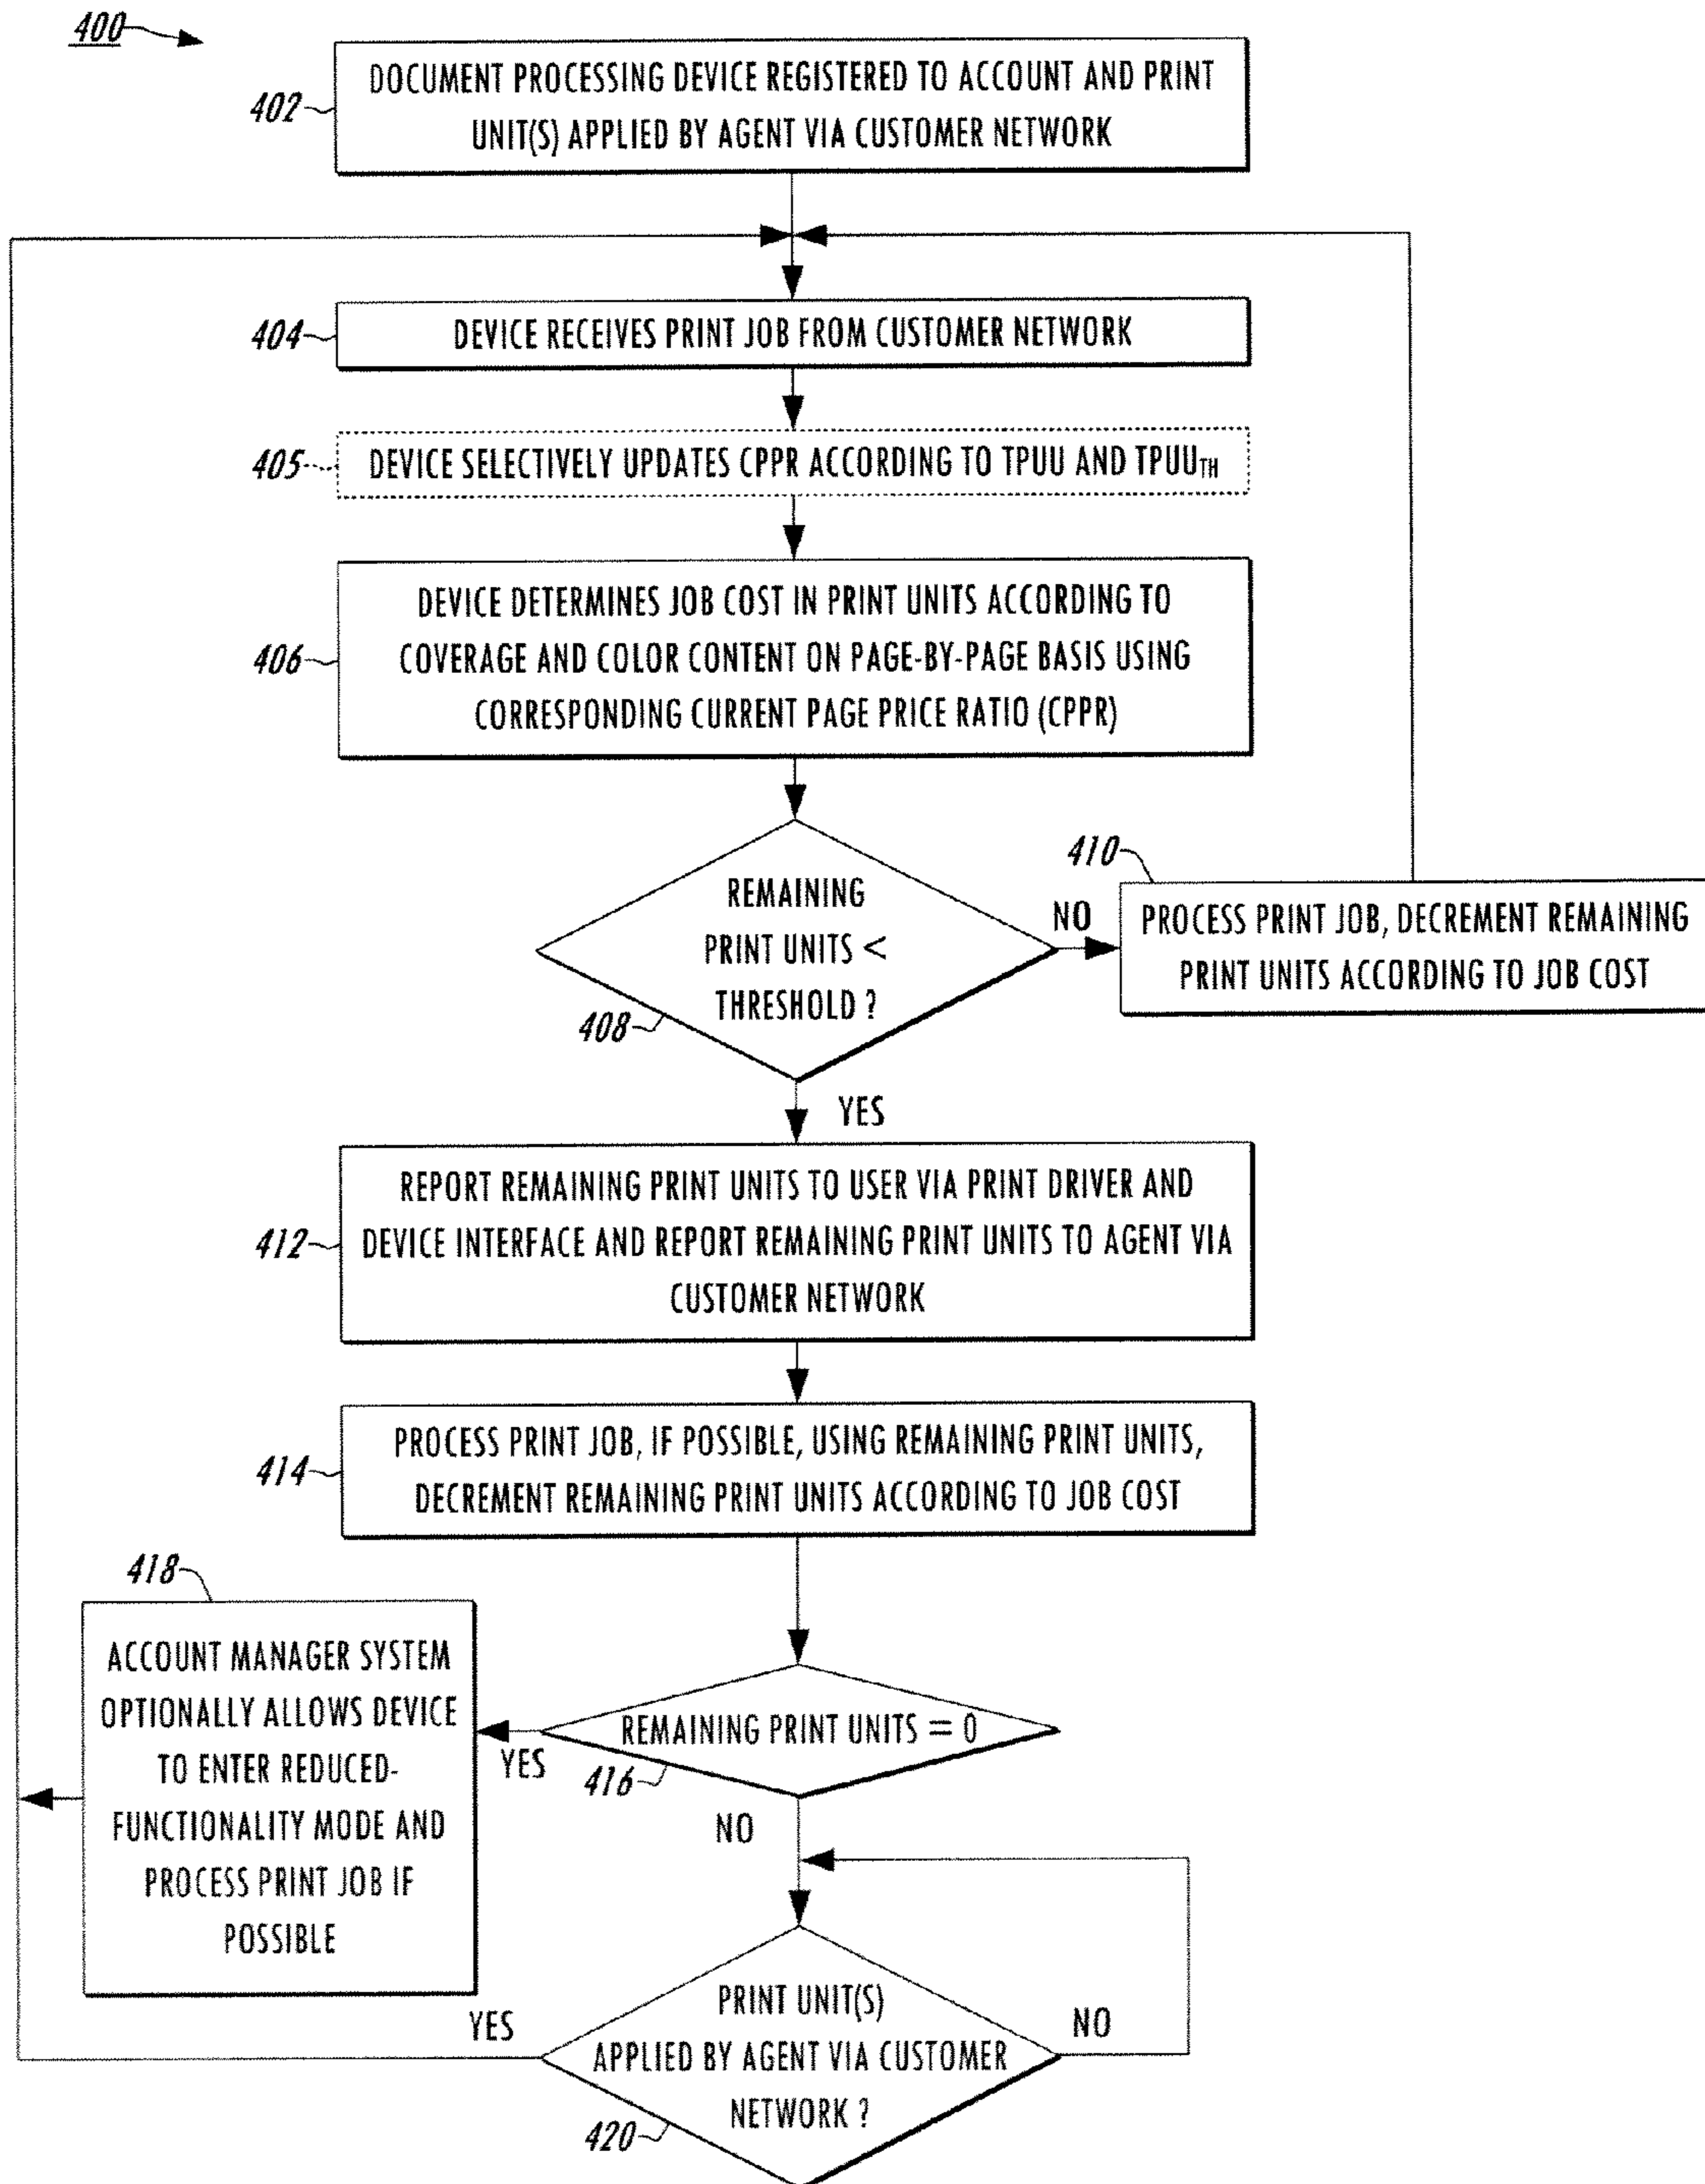 400
402
DOCUMENT PROCESSING DEVICE REGISTERED TO ACCOUNT AND PRINT
UNIT(S) APPLIED BY AGENT VIA CUSTOMER NETWORK
404
DEVICE RECEIVES PRINT JOB FROM CUSTOMER NETWORK
405
DEVICE SELECTIVELY UPDATES CPPR ACCORDING TO TPUU AND TPUUTH
406
DEVICE DETERMINES JOB COST IN PRINT UNITS ACCORDING TO
COVERAGE AND COLOR CONTENT ON PAGE-BY-PAGE BASIS USING
CORRESPONDING CURRENT PAGE PRICE RATIO (CPPR)
REMAINING
PRINT UNITS <
THRESHOLD ?
408
NO
410
PROCESS PRINT JOB, DECREMENT REMAINING
PRINT UNITS ACCORDING TO JOB COST
YES
412
REPORT REMAINING PRINT UNITS TO USER VIA PRINT DRIVER AND
DEVICE INTERFACE AND REPORT REMAINING PRINT UNITS TO AGENT VIA
CUSTOMER NETWORK
414
PROCESS PRINT JOB, IF POSSIBLE, USING REMAINING PRINT UNITS,
DECREMENT REMAINING PRINT UNITS ACCORDING TO JOB COST
REMAINING PRINT UNITS = 0
416
YES
418
ACCOUNT MANAGER SYSTEM
OPTIONALLY ALLOWS DEVICE
TO ENTER REDUCED-
FUNCTIONALITY MODE AND
PROCESS PRINT JOB IF
POSSIBLE
NO
PRINT UNIT(S)
APPLIED BY AGENT VIA CUSTOMER
NETWORK ?
420
YES
NO